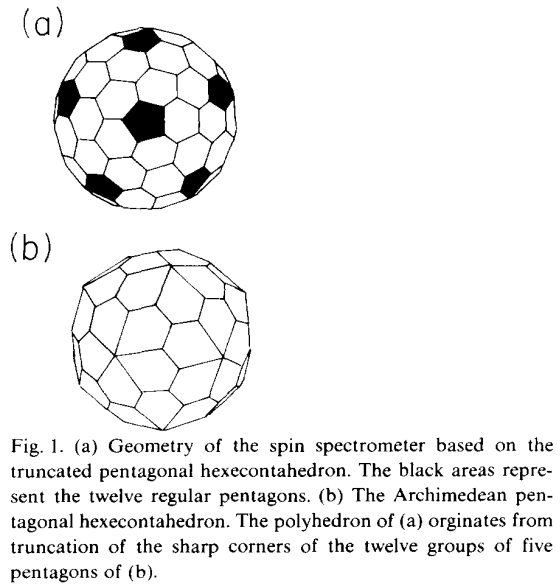 (a)
(b)
Fig. 1. (a) Geometry of the spin spectrometer based on the
truncated pentagonal hexecontahedron. The black areas repre-
sent the twelve regular pentagons. (b) The Archimedean pen-
tagonal hexecontahedron. The polyhedron of (a) orginates from
truncation of the sharp corners of the twelve groups of five
pentagons of (b).